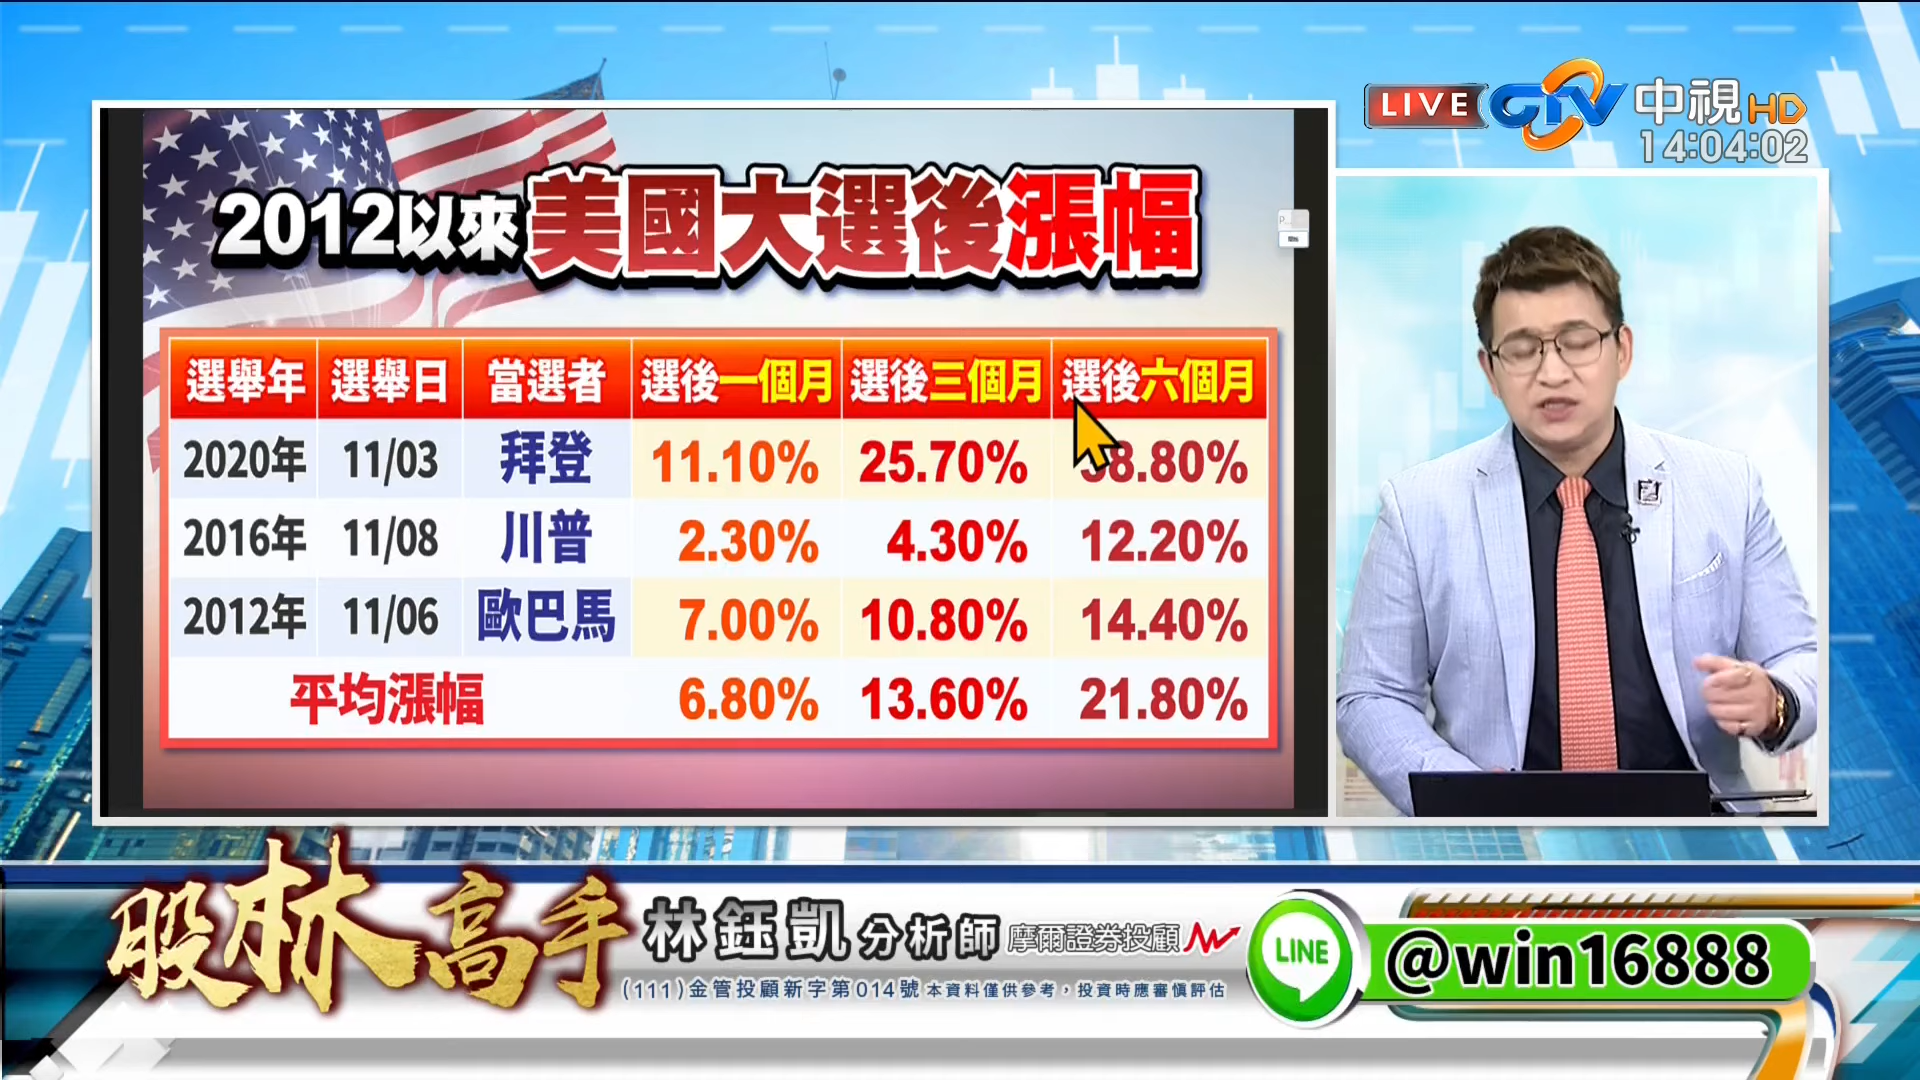 LIVE CTV 中視HD
14:04:02
2012以來美國大選後漲幅
選舉年 選舉日 當選者 選後一個月 選後三個月 選後六個月
2020年 11/03 拜登 11.10% 25.70% 38.80%
2016年 11/08 川普 2.30% 4.30% 12.20%
2012年 11/06 歐巴馬 7.00% 10.80% 14.40%
平均漲幅 6.80% 13.60% 21.80%
股林高手 林鈺凱 分析師 摩爾證券投顧
(111)金管投顧新字第014號 本資料僅供參考，投資時應審慎評估
LINE @win16888